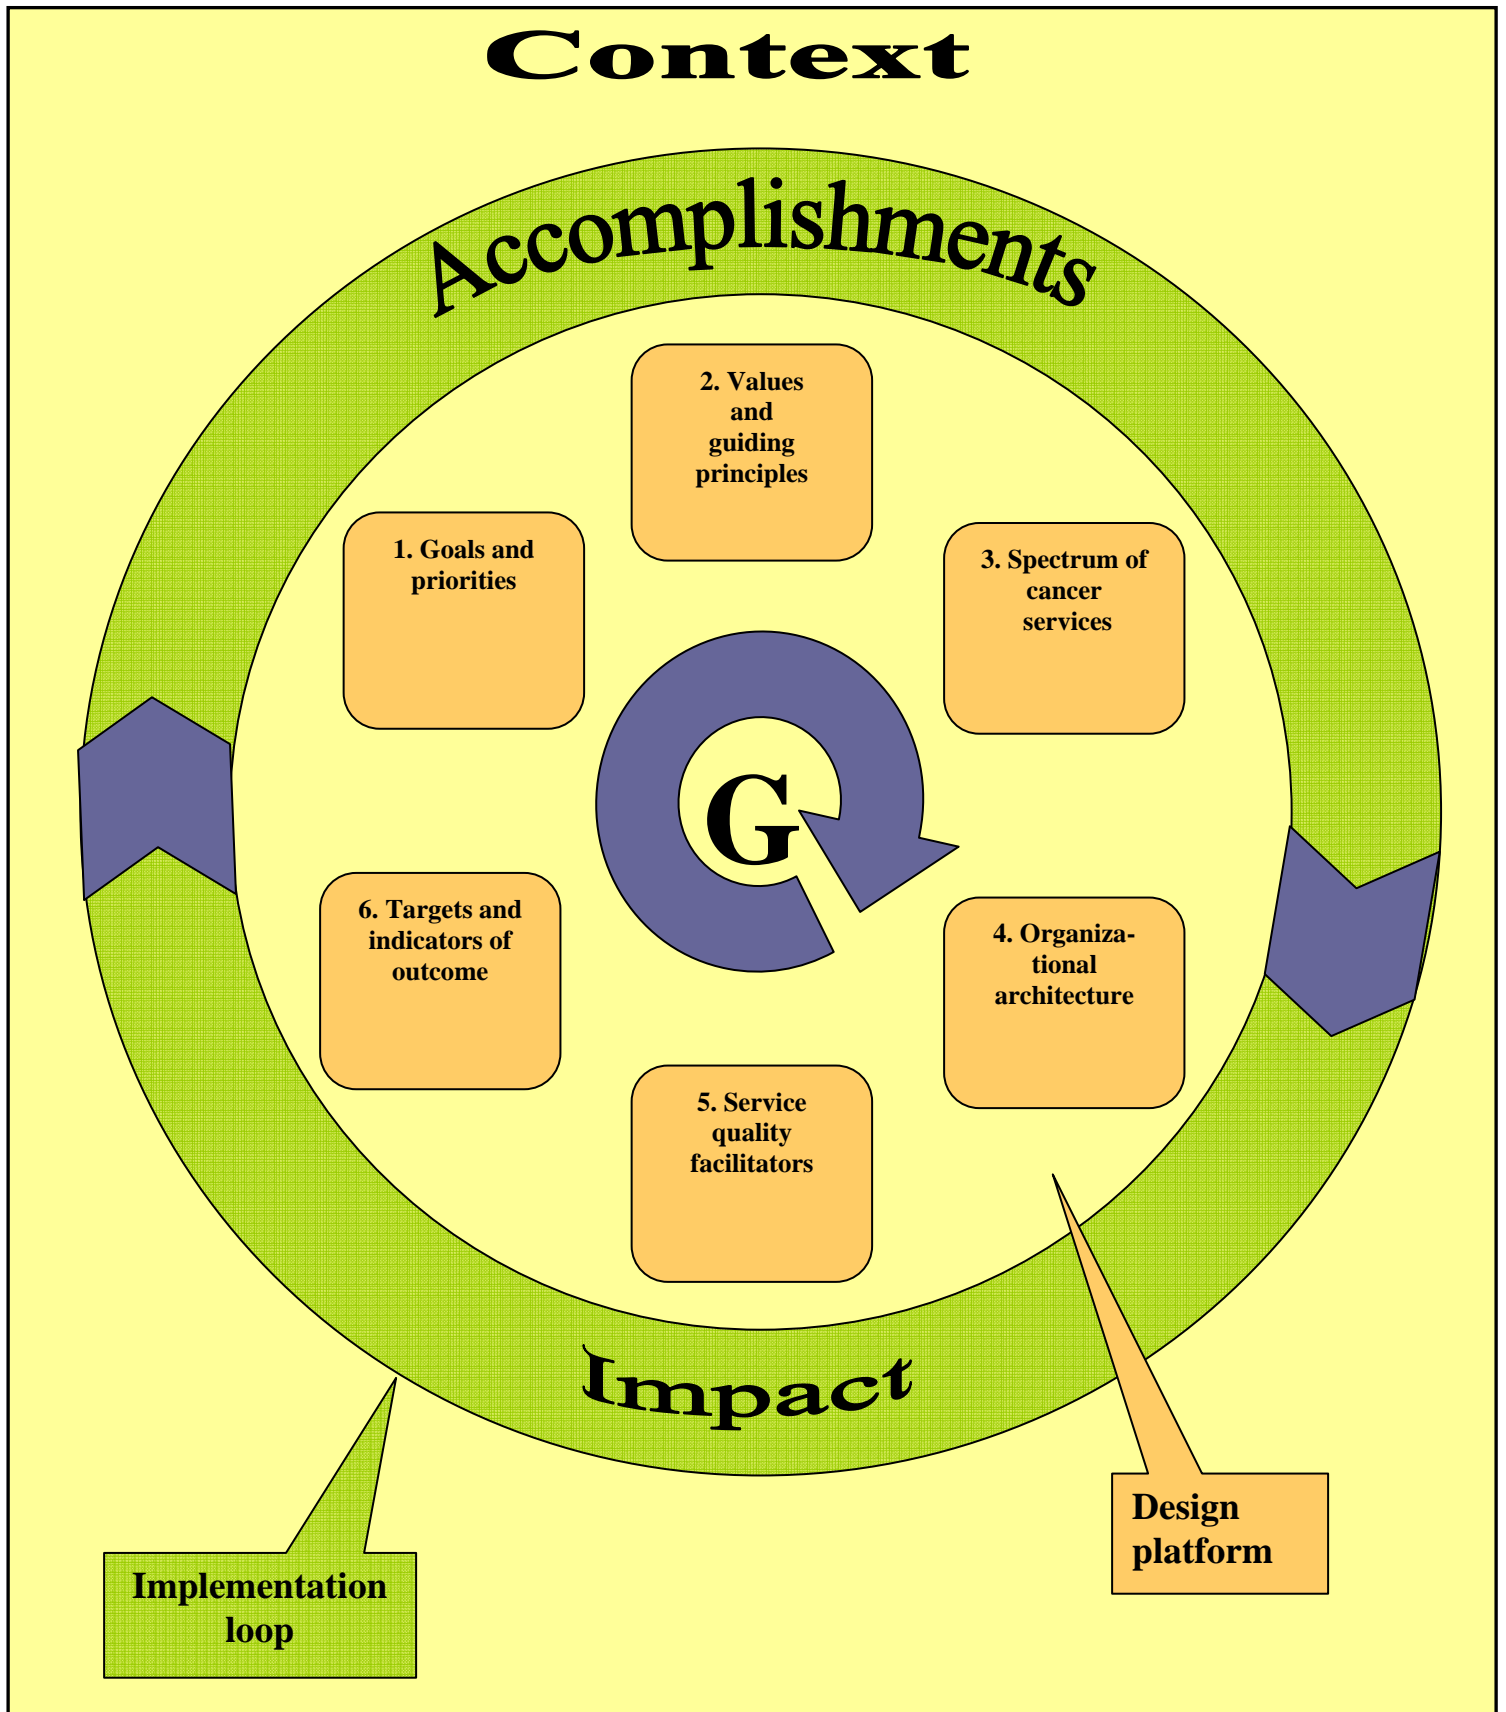 Context
Accomplishments
2. Values
and
guiding
principles
1. Goals and
priorities
3. Spectrum of
cancer
services
G
6. Targets and
indicators of
outcome
4. Organiza-
tional
architecture
5. Service
quality
facilitators
Impact
Design
platform
Implementation
loop